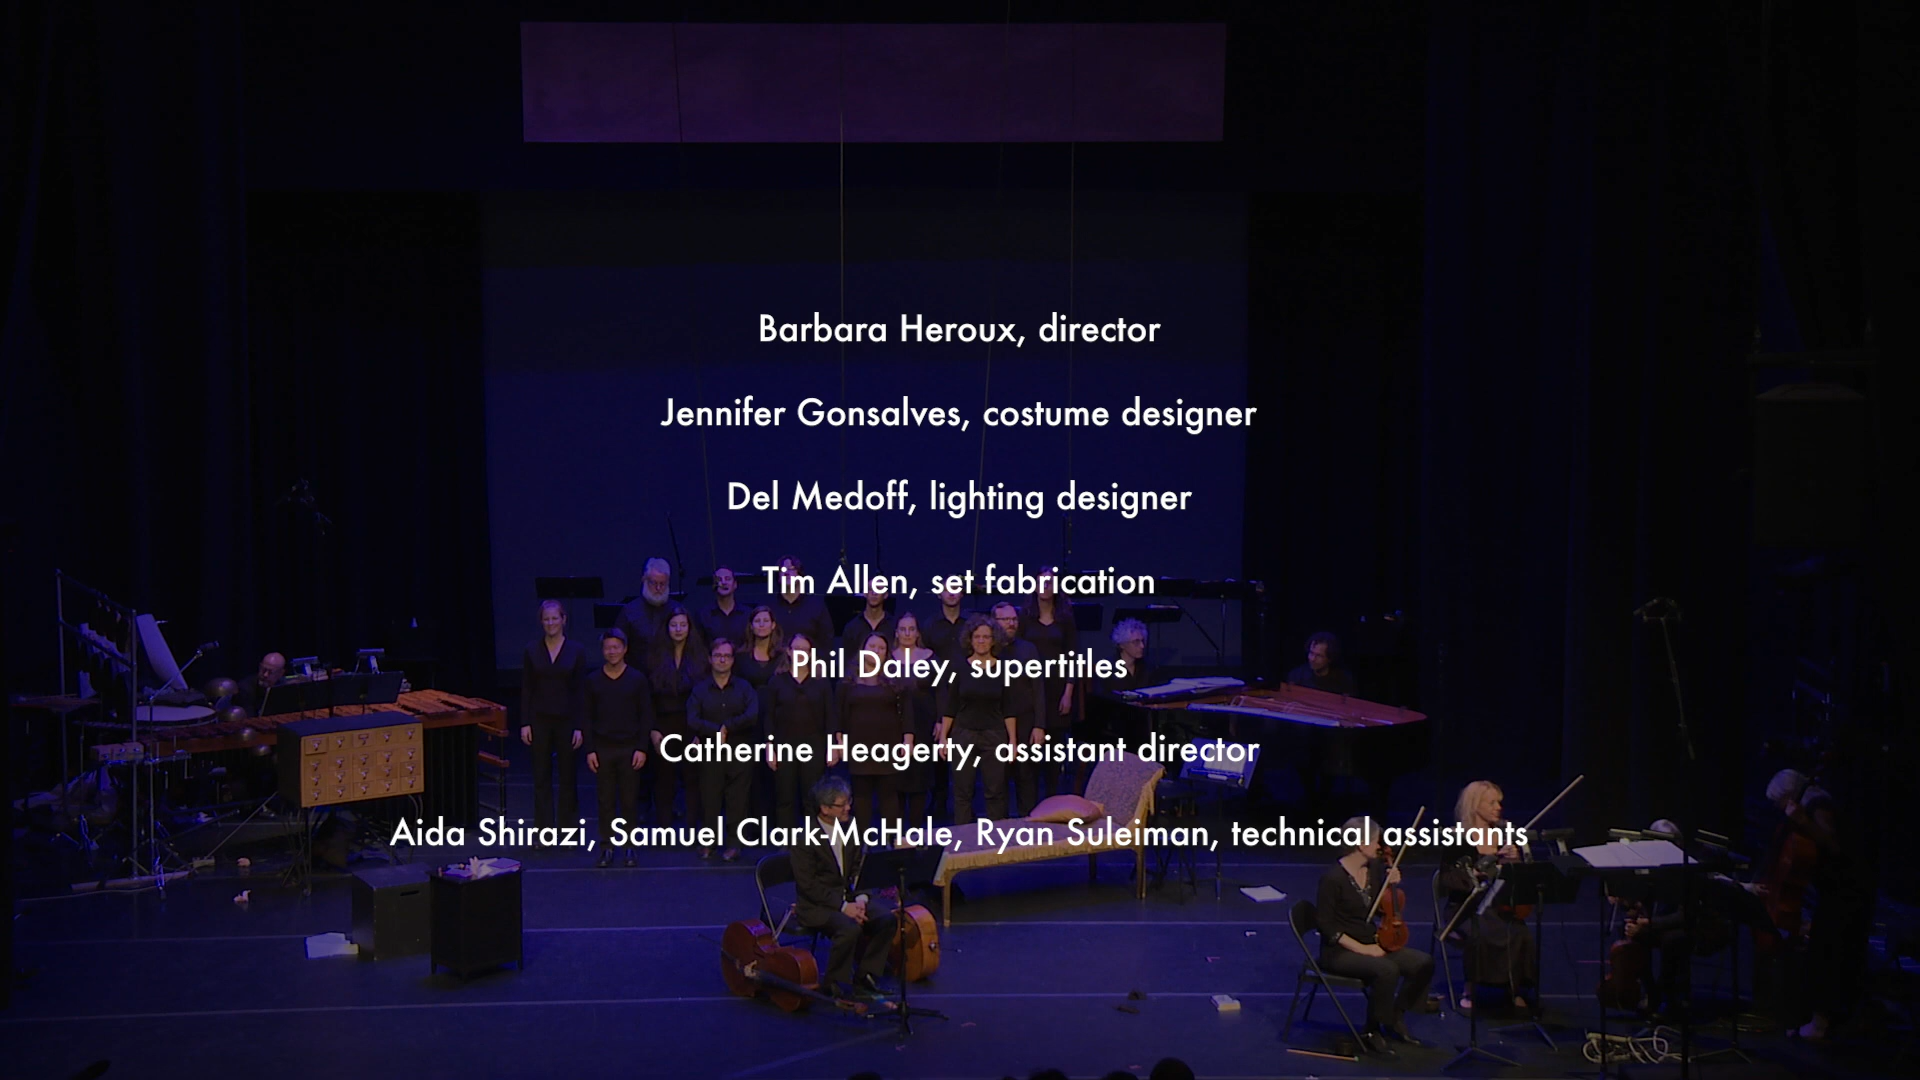 Barbara Heroux, director
Jennifer Gonsalves, costume designer
Del Medoff, lighting designer
Tim Allen, set fabrication
Phil Daley, supertitles
Catherine Heagerty, assistant director
Aida Shirazi, Samuel Clark-McHale, Ryan Suleiman, technical assistants